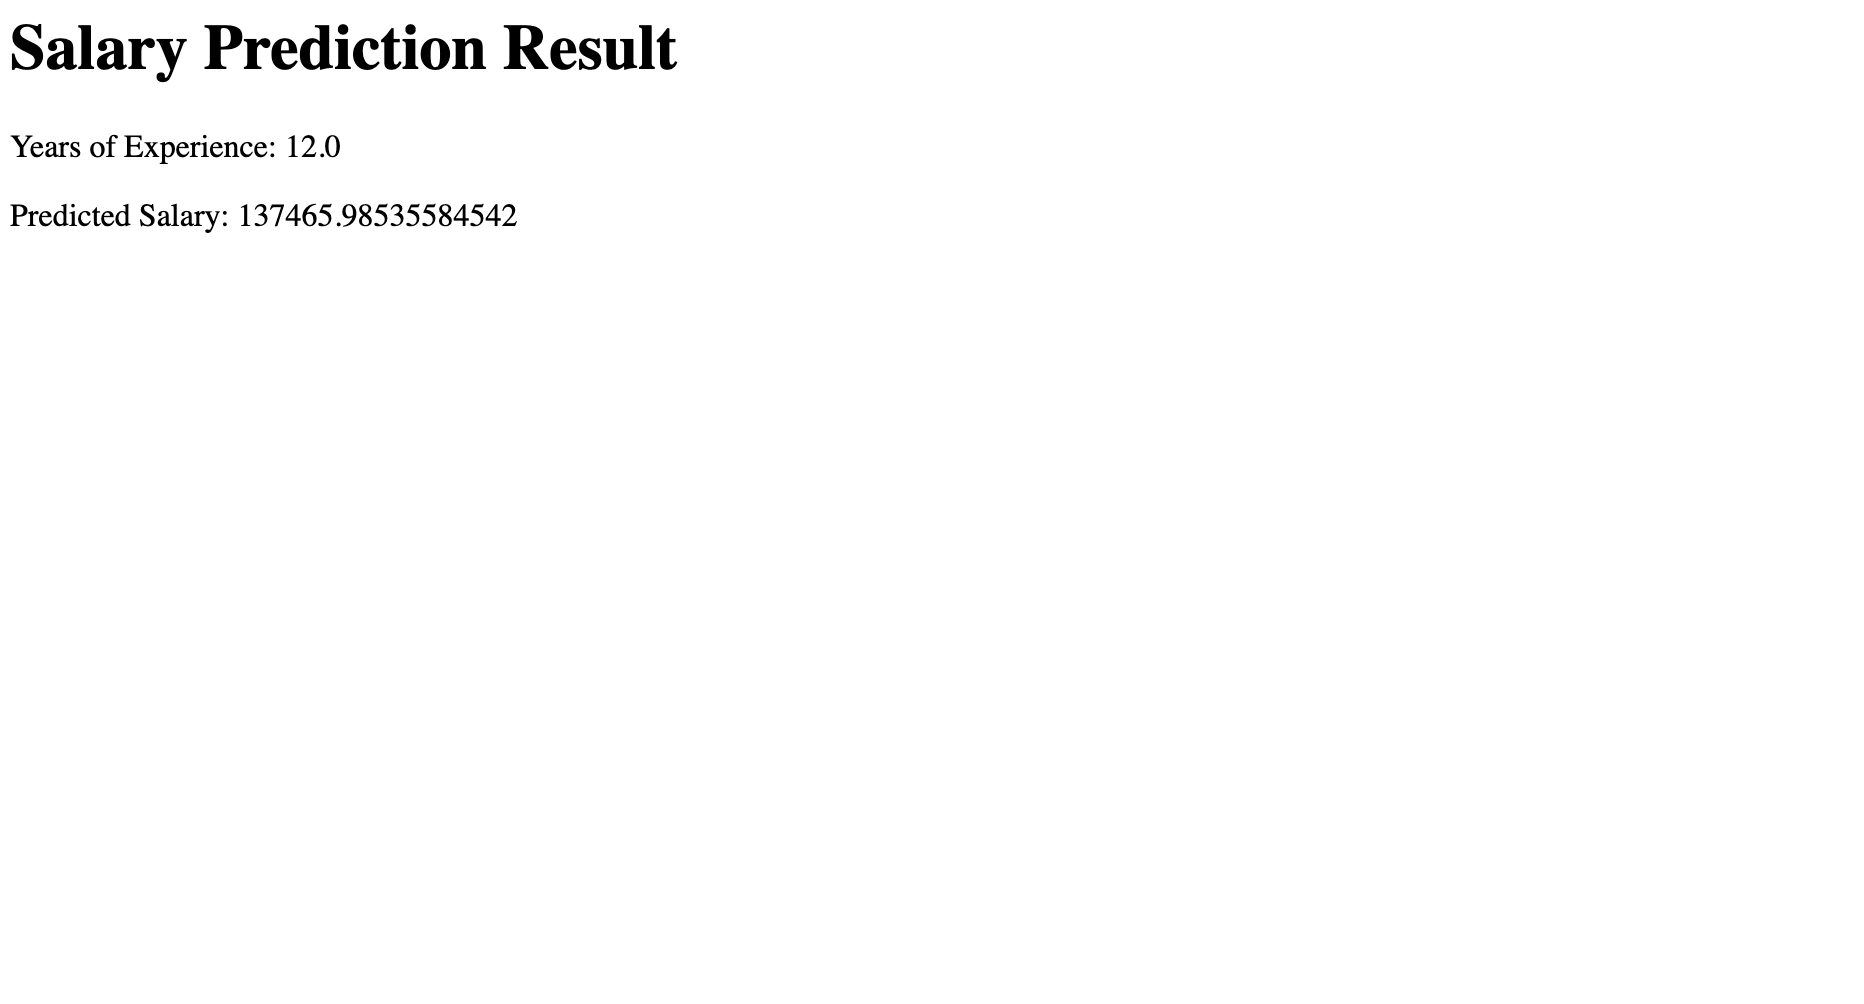 Salary Prediction Result
Years of Experience: 12.0
Predicted Salary: 137465.98535584542